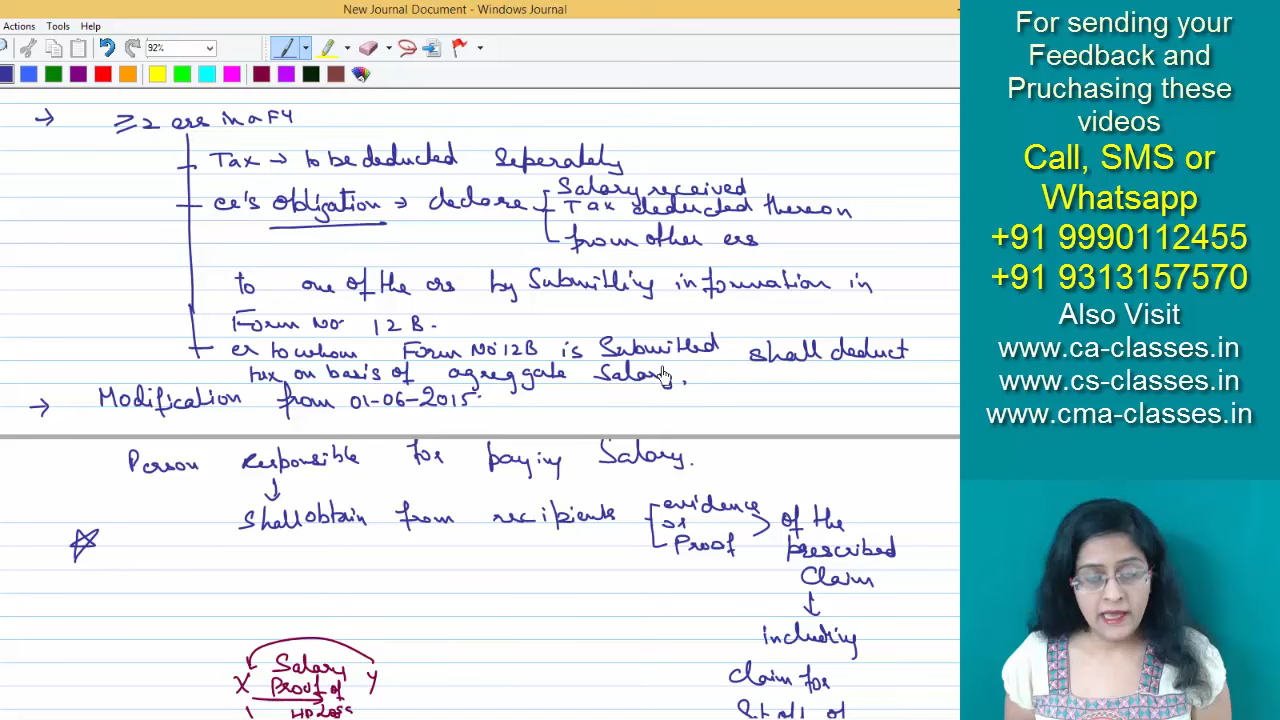 New Journal Document - Windows Journal
Actions Tools Help
92%
→ ≥2 ers in a FY
Tax → to be deducted Seperately
ee's obligation → declare
Salary received
Tax deducted thereon
from other ers
to one of the ers by Submitting information in
Form No 12B.
er to whom Form No 12B is Submitted shall deduct
tax on basis of agreggate Salary.
→ Modification from 01-06-2015.
Person responsible for paying Salary.
↓
Shall obtain from recipients
evidence
or
Proof
of the
prescribed
Claim
↓
including
claim for
Salary
X Proof of Y
HP Loss
For sending your
Feedback and
Pruchasing these
videos
Call, SMS or
Whatsapp
+91 9990112455
+91 9313157570
Also Visit
www.ca-classes.in
www.cs-classes.in
www.cma-classes.in